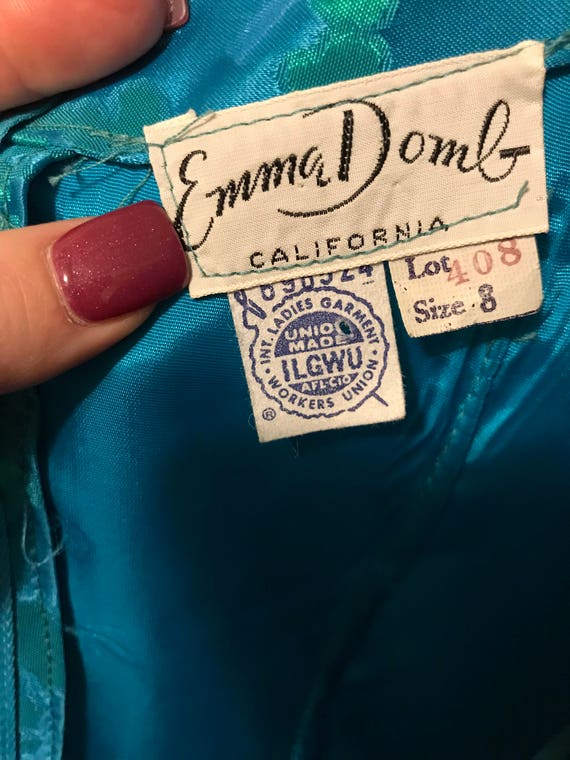 Emma Domb
CALIFORNIA
Lot 408
Size 8
INT. LADIES GARMENT
UNION
MADE
ILGWU
AFL-CIO
WORKERS UNION
®